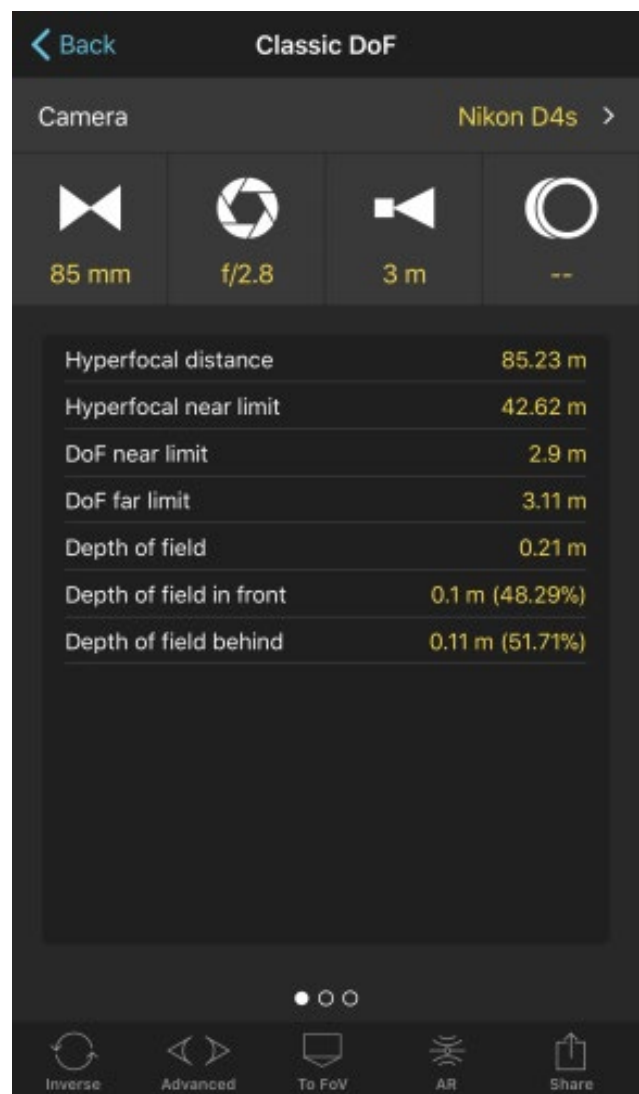 Back Classic DoF
Camera Nikon D4s >
85 mm f/2.8 3 m --
Hyperfocal distance 85.23 m
Hyperfocal near limit 42.62 m
DoF near limit 2.9 m
DoF far limit 3.11 m
Depth of field 0.21 m
Depth of field in front 0.1 m (48.29%)
Depth of field behind 0.11 m (51.71%)
Inverse Advanced To FoV AR Share